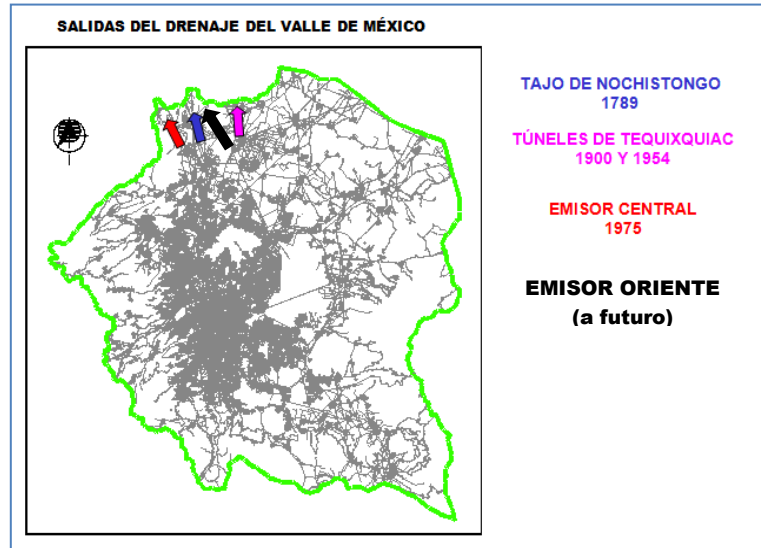 SALIDAS DEL DRENAJE DEL VALLE DE MÉXICO
TAJO DE NOCHISTONGO
1789
TÚNELES DE TEQUIXQUIAC
1900 Y 1954
EMISOR CENTRAL
1975
EMISOR ORIENTE
(a futuro)